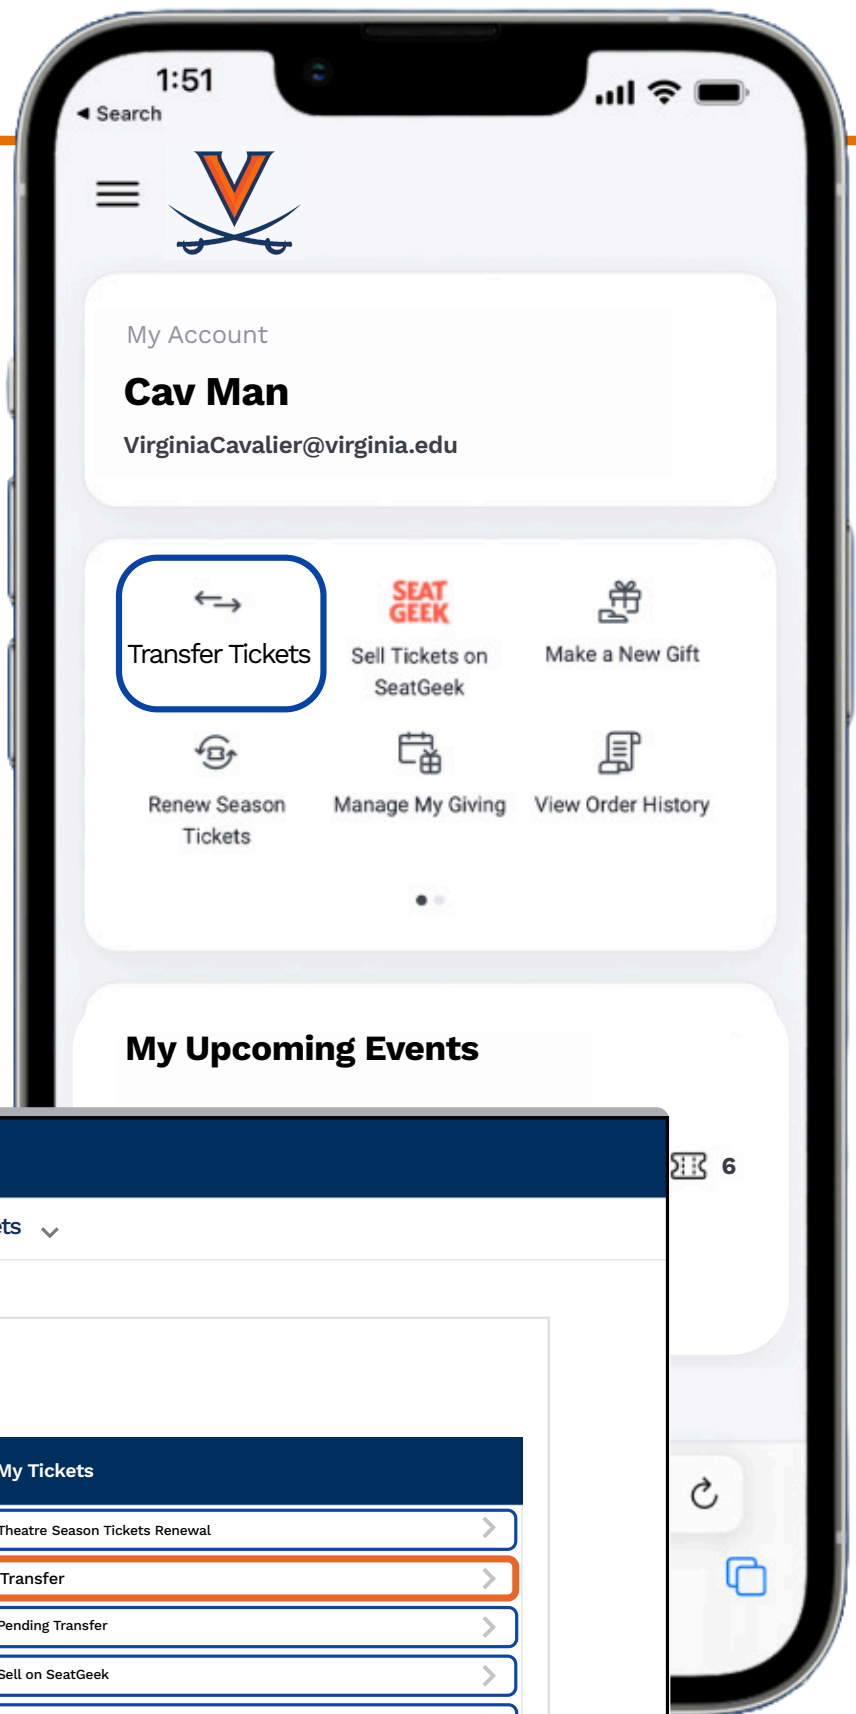 1:51
Search
My Account
Cav Man
VirginiaCavalier@virginia.edu
Transfer Tickets
SEAT
GEEK
Sell Tickets on
SeatGeek
Make a New Gift
Renew Season
Tickets
Manage My Giving
View Order History
My Upcoming Events
6
ets
My Tickets
Theatre Season Tickets Renewal
Transfer
Pending Transfer
Sell on SeatGeek